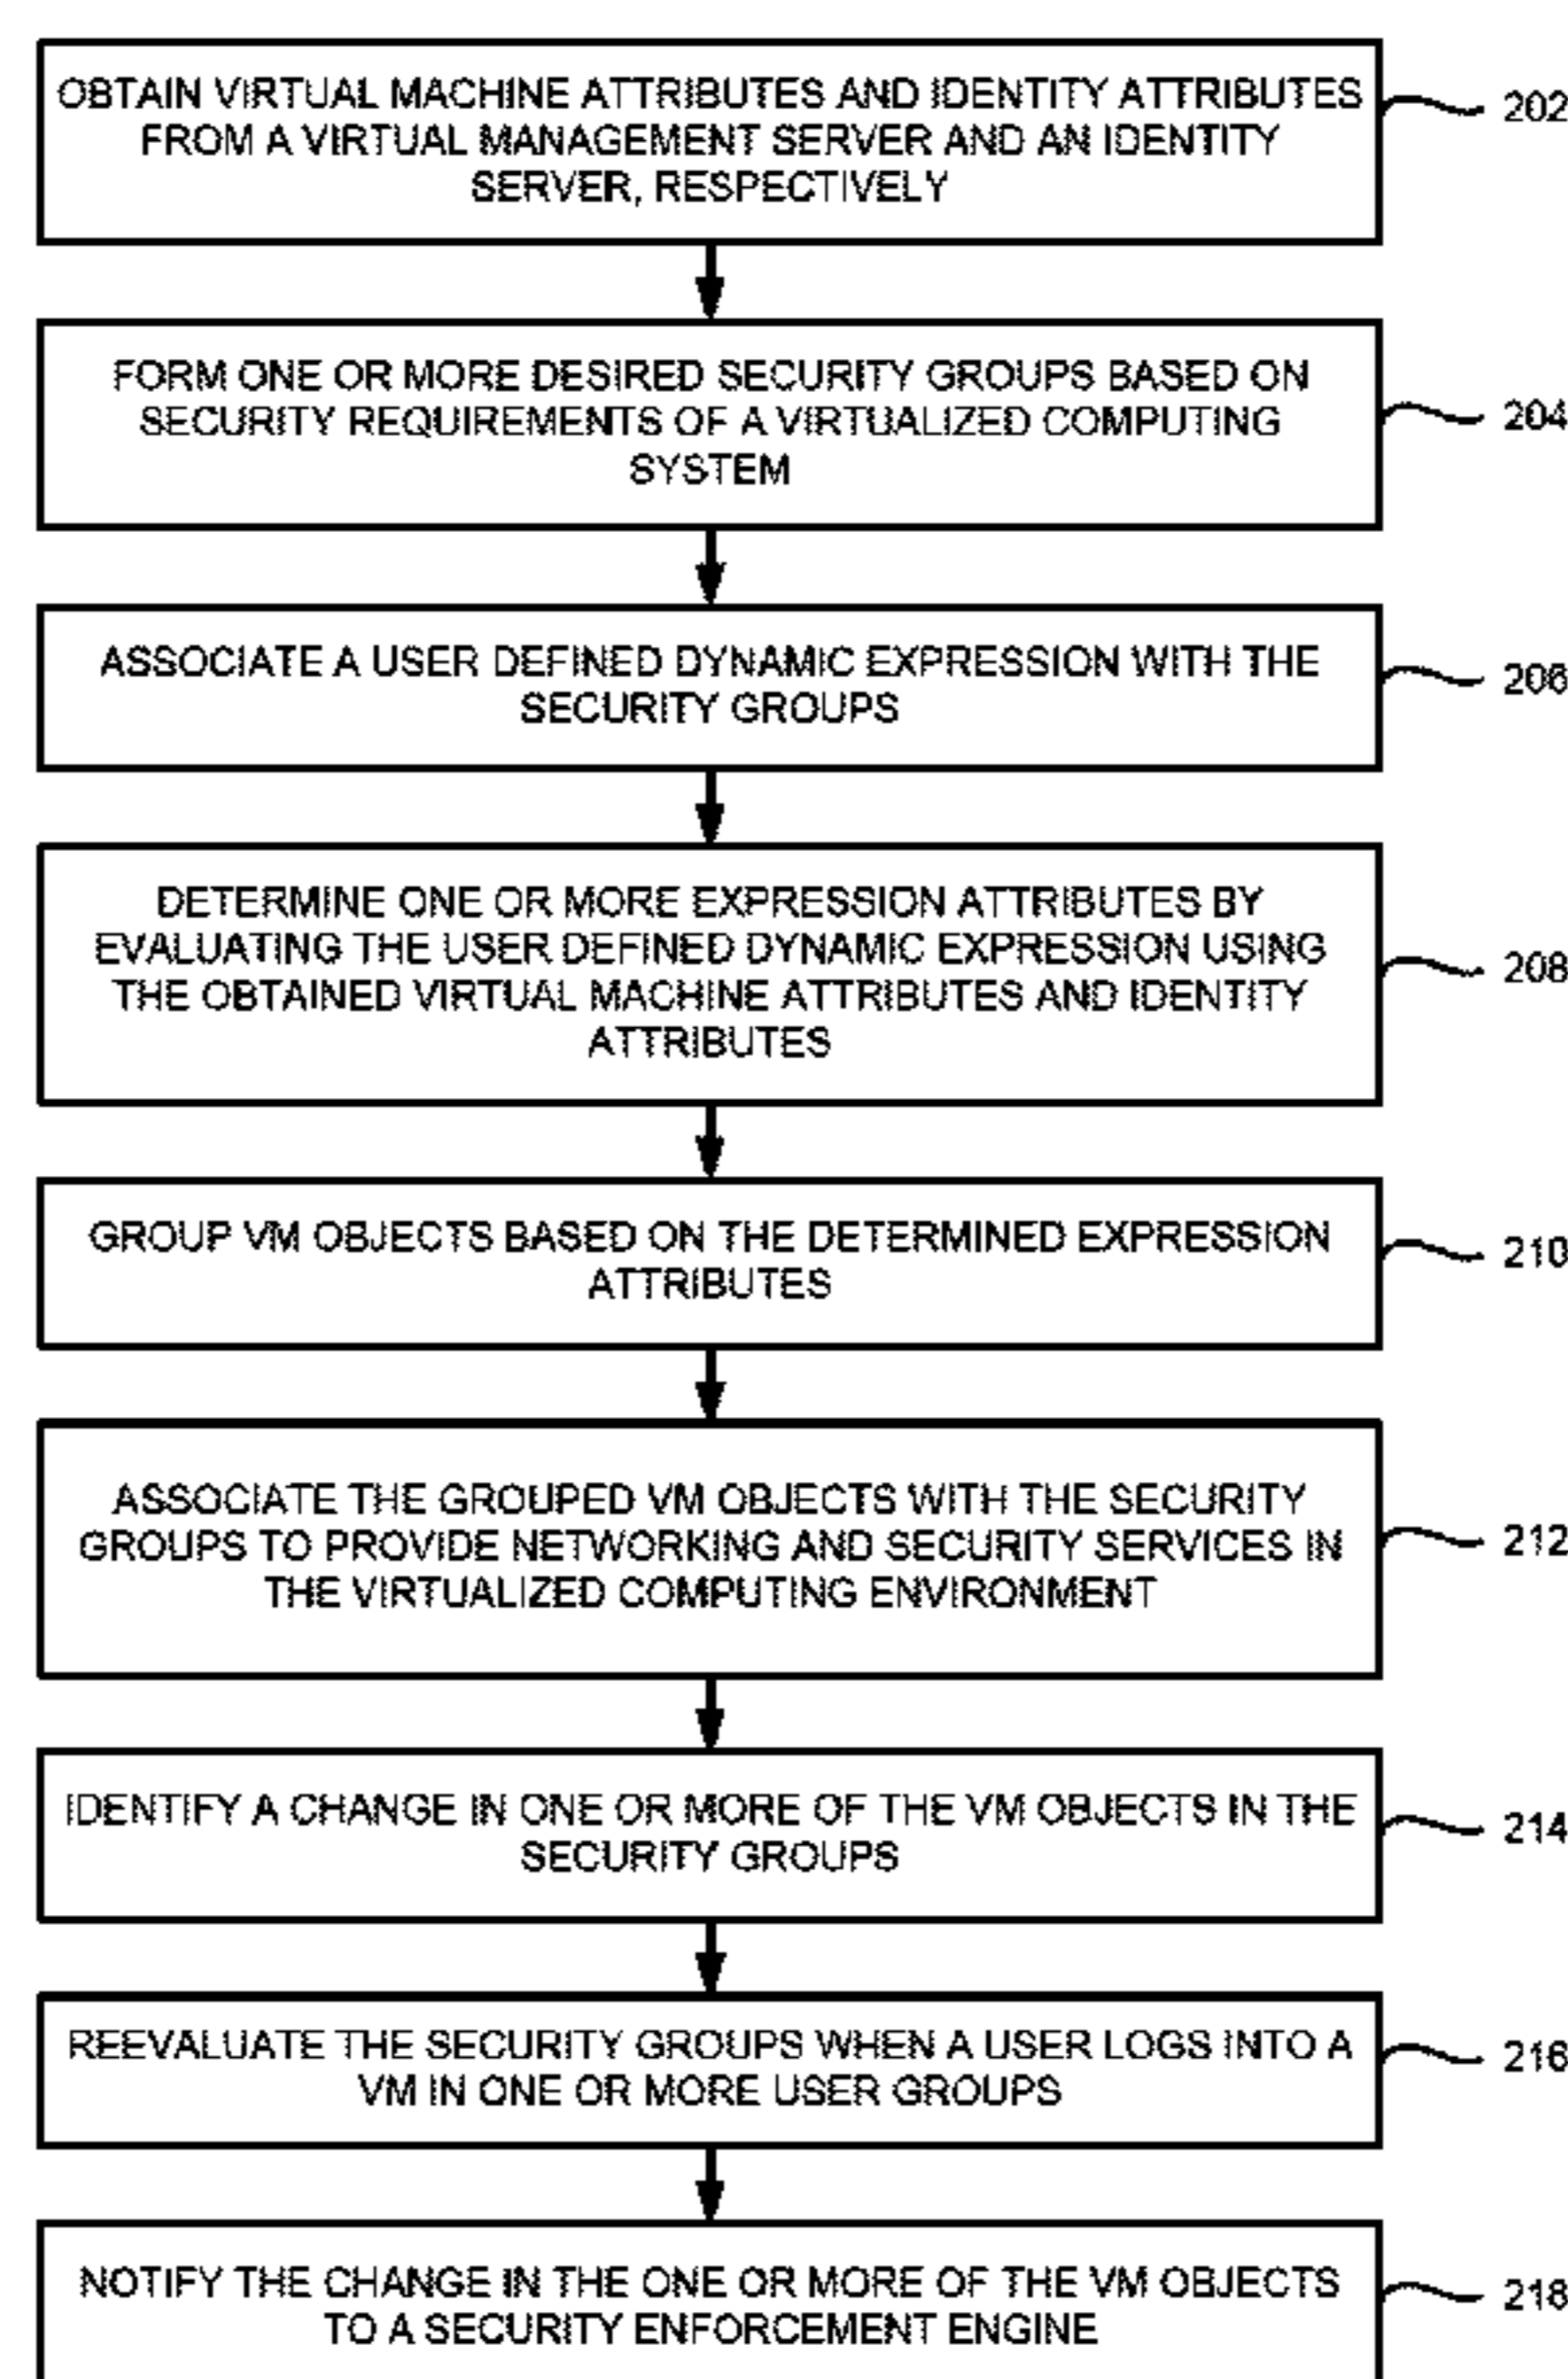 OBTAIN VIRTUAL MACHINE ATTRIBUTES AND IDENTITY ATTRIBUTES
FROM A VIRTUAL MANAGEMENT SERVER AND AN IDENTITY
SERVER, RESPECTIVELY
202
FORM ONE OR MORE DESIRED SECURITY GROUPS BASED ON
SECURITY REQUIREMENTS OF A VIRTUALIZED COMPUTING
SYSTEM
204
ASSOCIATE A USER DEFINED DYNAMIC EXPRESSION WITH THE
SECURITY GROUPS
206
DETERMINE ONE OR MORE EXPRESSION ATTRIBUTES BY
EVALUATING THE USER DEFINED DYNAMIC EXPRESSION USING
THE OBTAINED VIRTUAL MACHINE ATTRIBUTES AND IDENTITY
ATTRIBUTES
208
GROUP VM OBJECTS BASED ON THE DETERMINED EXPRESSION
ATTRIBUTES
210
ASSOCIATE THE GROUPED VM OBJECTS WITH THE SECURITY
GROUPS TO PROVIDE NETWORKING AND SECURITY SERVICES IN
THE VIRTUALIZED COMPUTING ENVIRONMENT
212
IDENTIFY A CHANGE IN ONE OR MORE OF THE VM OBJECTS IN THE
SECURITY GROUPS
214
REEVALUATE THE SECURITY GROUPS WHEN A USER LOGS INTO A
VM IN ONE OR MORE USER GROUPS
216
NOTIFY THE CHANGE IN THE ONE OR MORE OF THE VM OBJECTS
TO A SECURITY ENFORCEMENT ENGINE
218